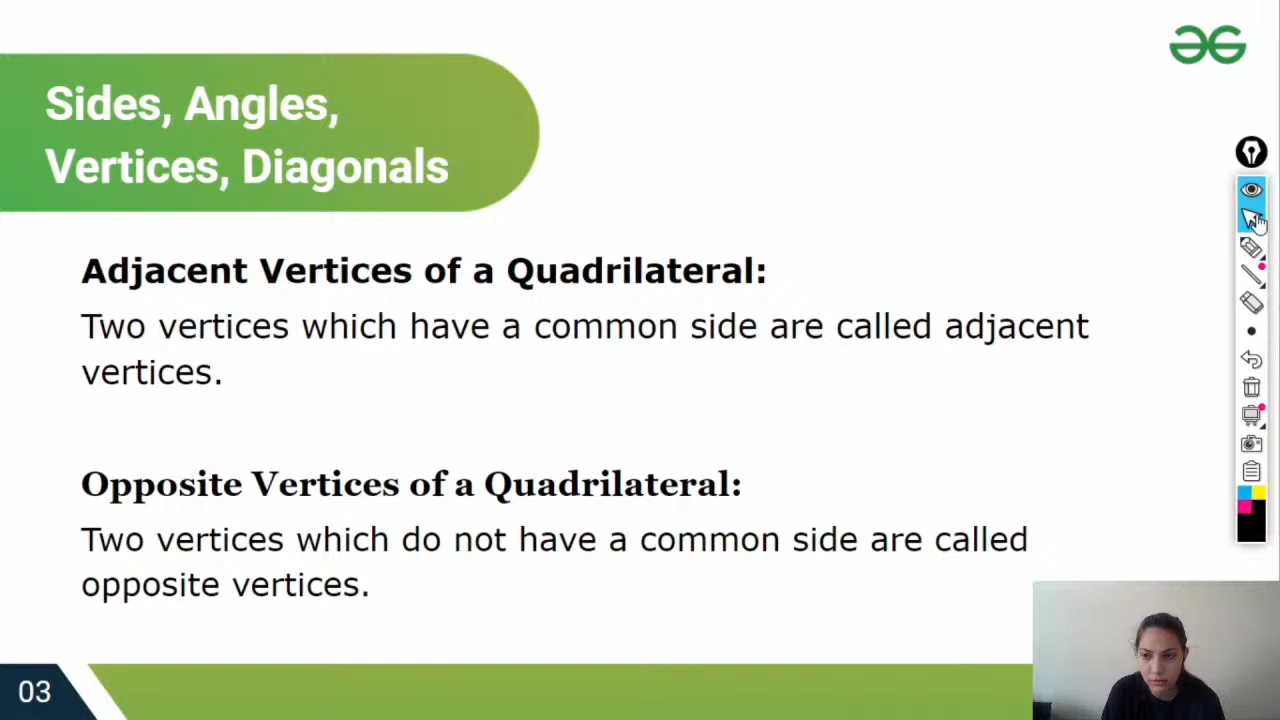 Sides, Angles,
Vertices, Diagonals
Adjacent Vertices of a Quadrilateral:
Two vertices which have a common side are called adjacent
vertices.
Opposite Vertices of a Quadrilateral:
Two vertices which do not have a common side are called
opposite vertices.
03